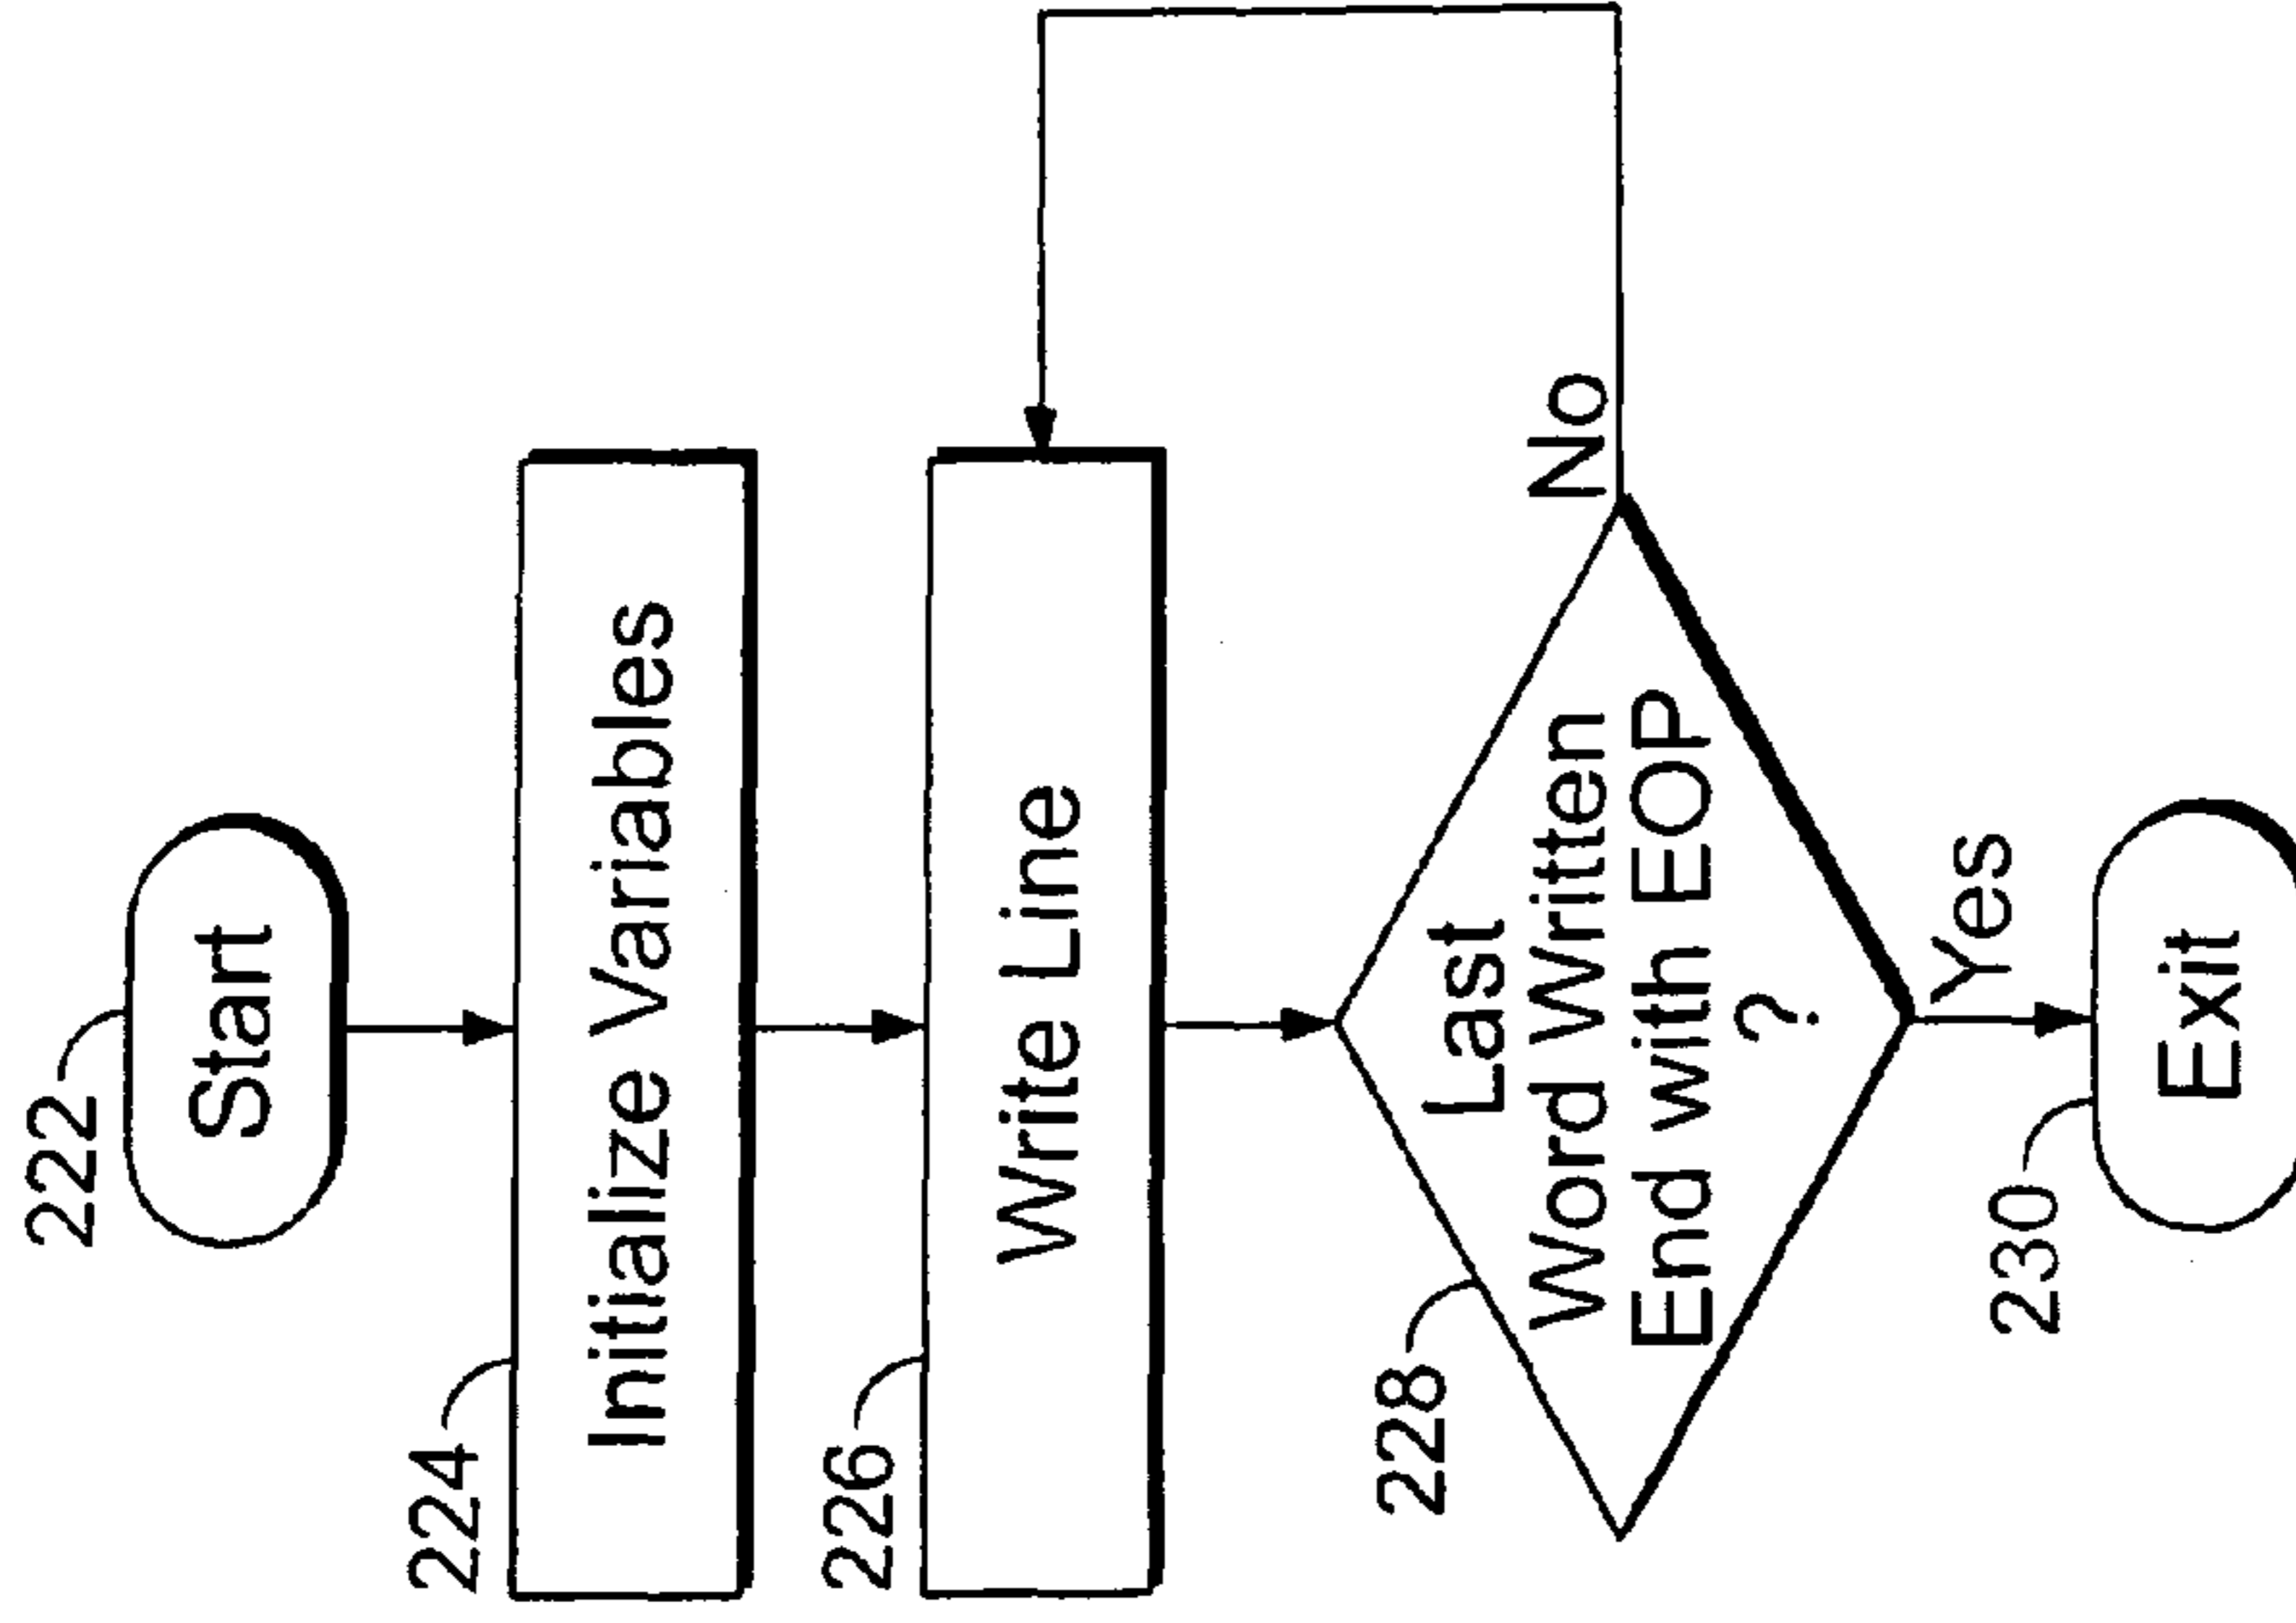 222
Start
224
Initialize Variables
226
Write Line
228
Last
Word Written
End with EOP
?
No
Yes
230
Exit